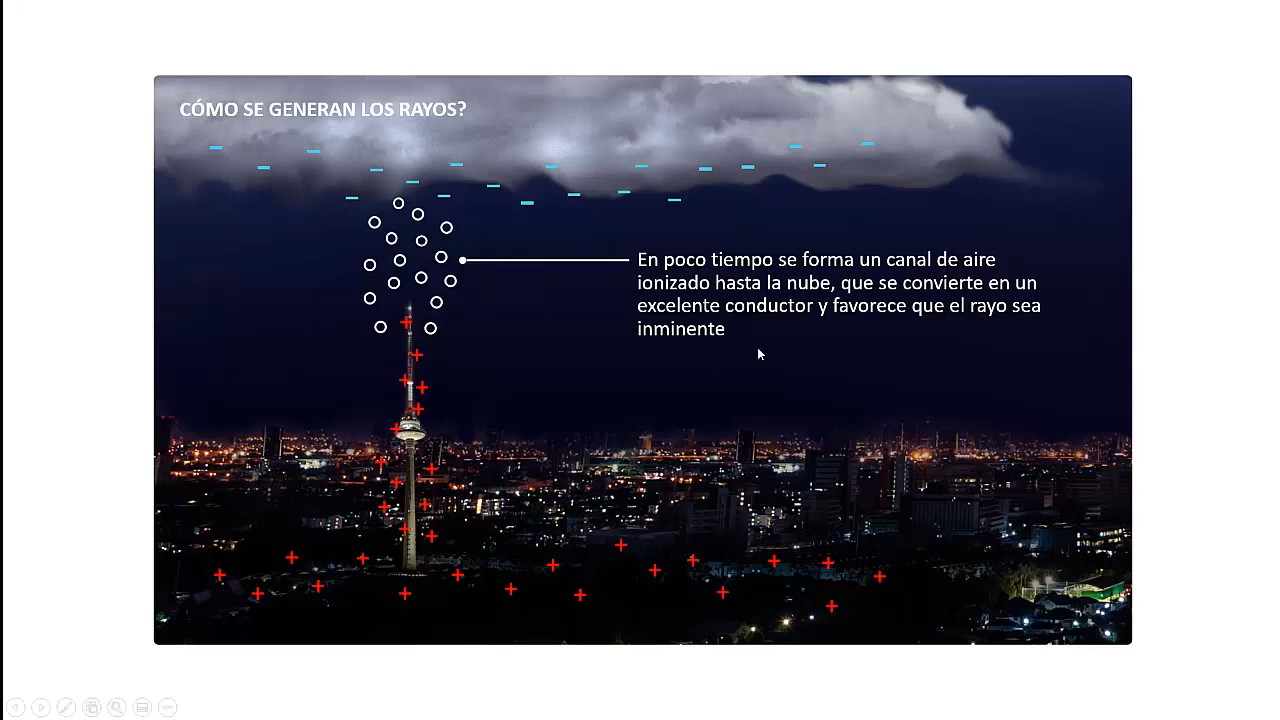 CÓMO SE GENERAN LOS RAYOS?
En poco tiempo se forma un canal de aire
ionizado hasta la nube, que se convierte en un
excelente conductor y favorece que el rayo sea
inminente